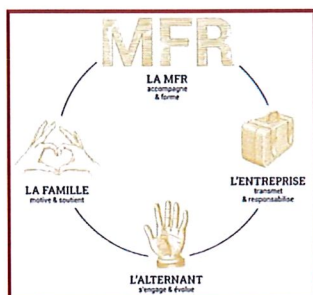 MFR
LA MFR
accompagne
& forme
LA FAMILLE
motive & soutient
L'ENTREPRISE
transmet
& responsabilise
L'ALTERNANT
s'engage & évolue